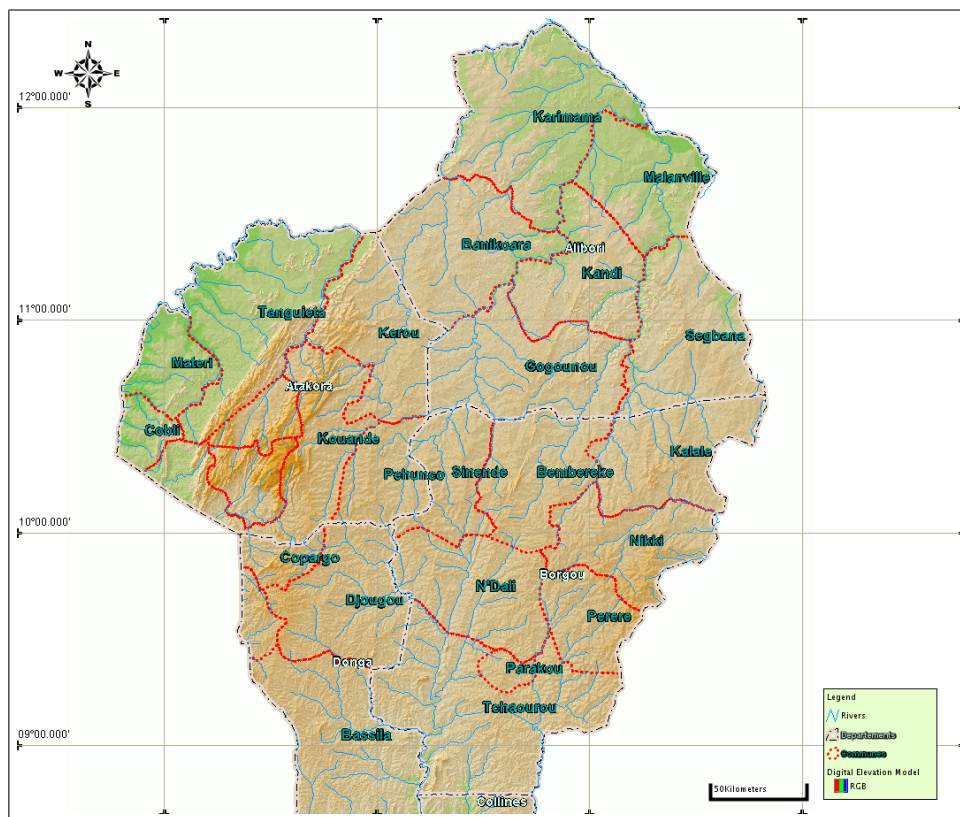 N
W E
S
12°00.000'
Karimama
Malanville
Banikoara
Alibori
Kandi
11°00.000'
Tanguieta
Kerou
Segbana
Materi
Gogounou
Atakora
Cobli
Kouande
Kalale
Pehunco
Sinende
Bembereke
10°00.000'
Nikki
Copargo
Borgou
N'Dali
Djougou
Perere
Donga
Parakou
Tchaourou
Bassila
09°00.000'
Collines
50Kilometers
Legend
Rivers
Departements
Communes
Digital Elevation Model
RGB